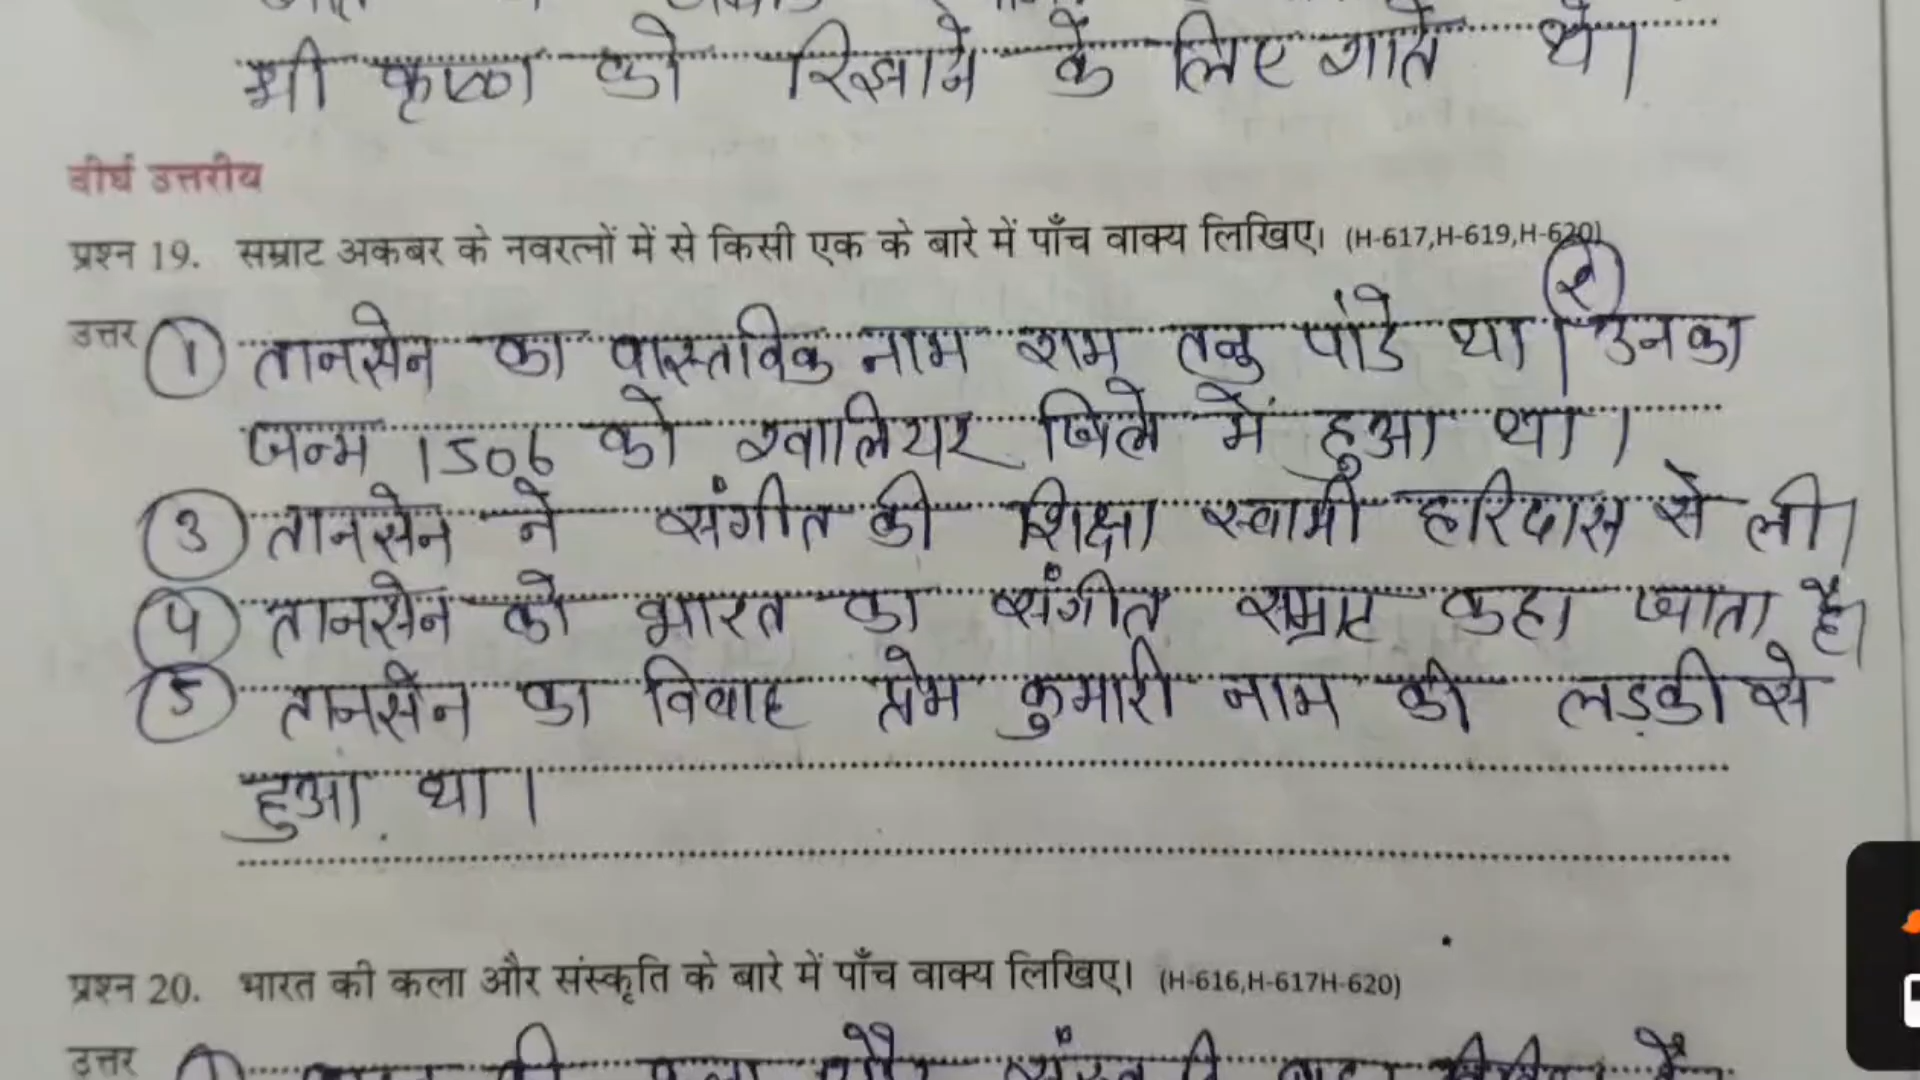 श्री कृष्ण को रिझाने के लिए गाते थे।
दीर्घ उत्तरीय
प्रश्न 19. सम्राट अकबर के नवरत्नों में से किसी एक के बारे में पाँच वाक्य लिखिए। (H-617,H-619,H-620)
उत्तर ① तानसेन का वास्तविक नाम राम तनु पांडे था। ② उनका
जन्म 1506 को ग्वालियर जिले में हुआ था।
③ तानसेन ने संगीत की शिक्षा स्वामी हरिदास से ली।
④ तानसेन को भारत का संगीत सम्राट कहा जाता है।
⑤ तानसेन का विवाह प्रेम कुमारी नाम की लड़की से
हुआ था।
प्रश्न 20. भारत की कला और संस्कृति के बारे में पाँच वाक्य लिखिए। (H-616,H-617H-620)
उत्तर